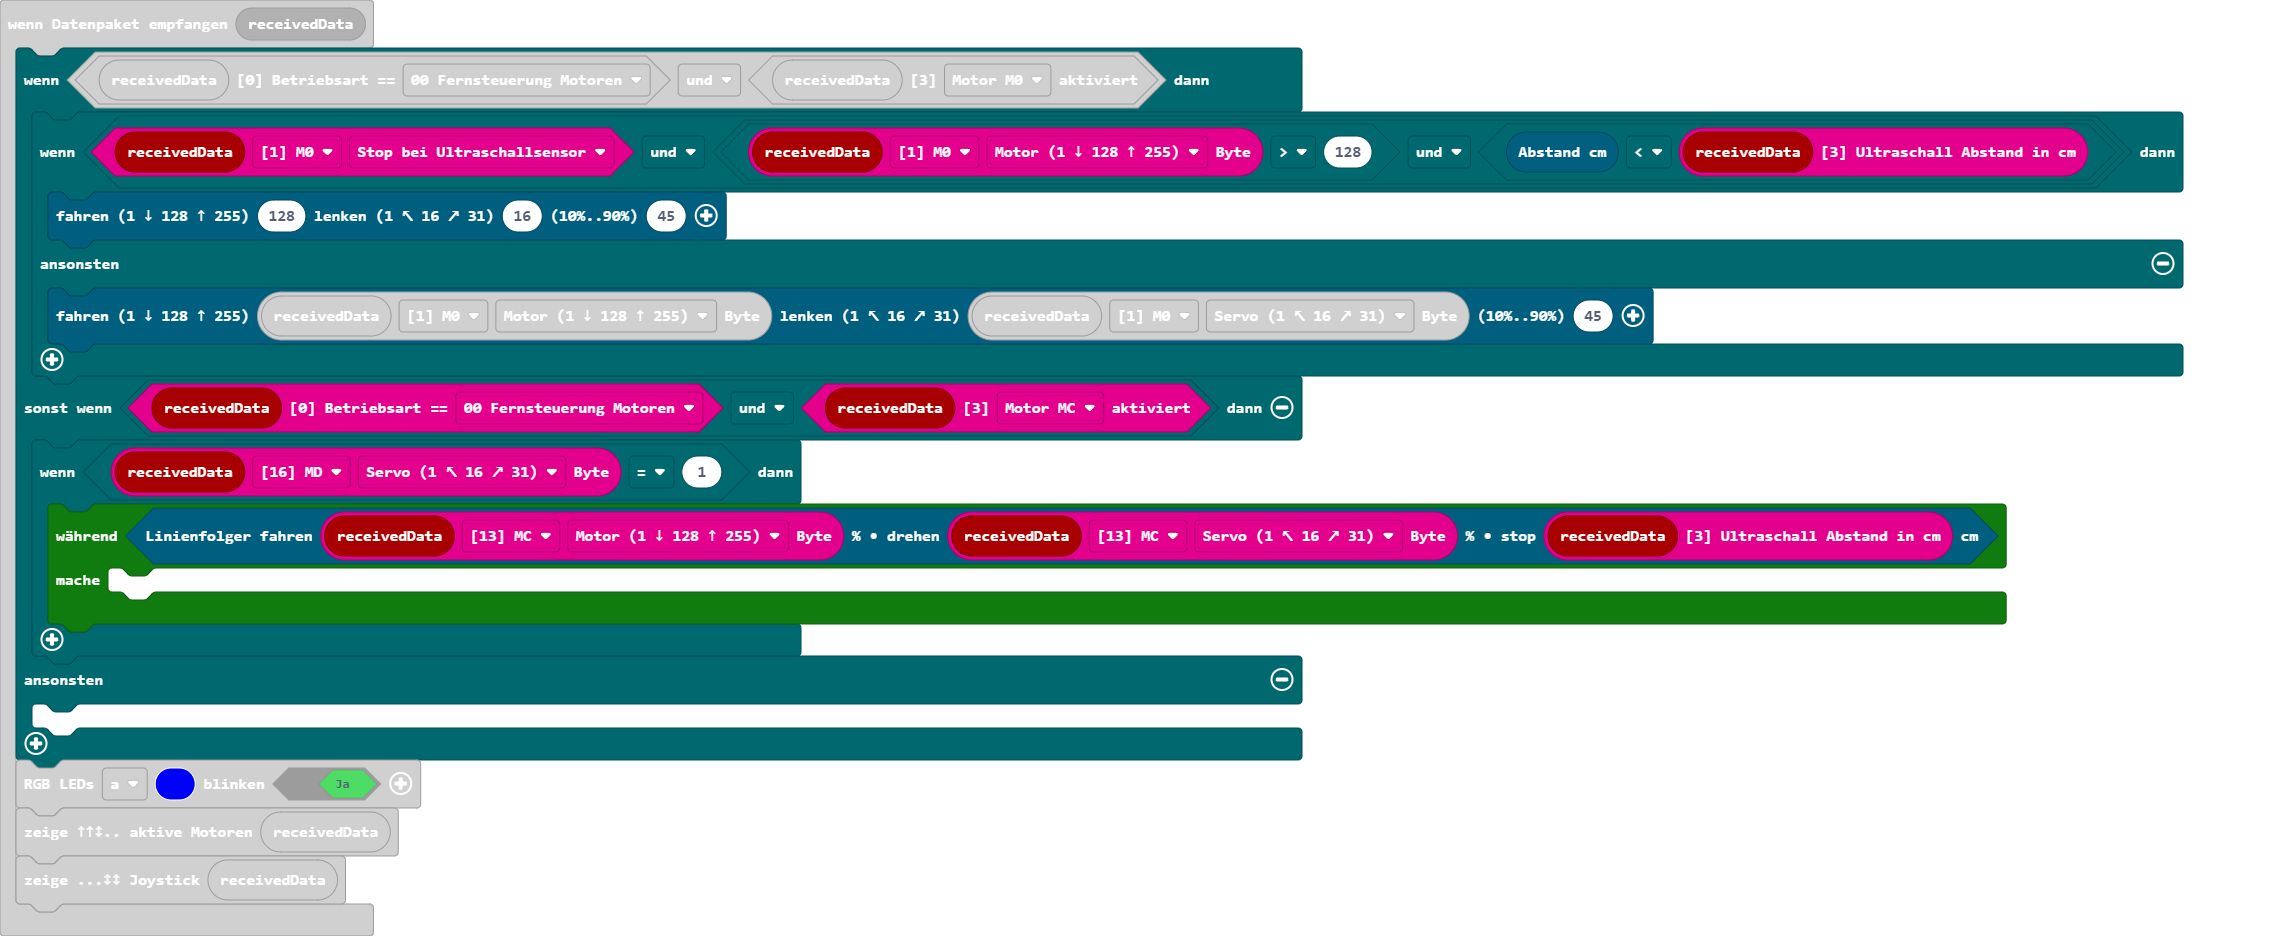 wenn Datenpaket empfangen receivedData
wenn receivedData [0] Betriebsart == 00 Fernsteuerung Motoren und receivedData [3] Motor M0 aktiviert dann
wenn receivedData [1] M0 Stop bei Ultraschallsensor und receivedData [1] M0 Motor (1 ↓ 128 ↑ 255) Byte > 128 und Abstand cm < receivedData [3] Ultraschall Abstand in cm dann
fahren (1 ↓ 128 ↑ 255) 128 lenken (1 ↖ 16 ↗ 31) 16 (10%..90%) 45
ansonsten
fahren (1 ↓ 128 ↑ 255) receivedData [1] M0 Motor (1 ↓ 128 ↑ 255) Byte lenken (1 ↖ 16 ↗ 31) receivedData [1] M0 Servo (1 ↖ 16 ↗ 31) Byte (10%..90%) 45
sonst wenn receivedData [0] Betriebsart == 00 Fernsteuerung Motoren und receivedData [3] Motor MC aktiviert dann
wenn receivedData [16] MD Servo (1 ↖ 16 ↗ 31) Byte = 1 dann
während Linienfolger fahren receivedData [13] MC Motor (1 ↓ 128 ↑ 255) Byte % • drehen receivedData [13] MC Servo (1 ↖ 16 ↗ 31) Byte % • stop receivedData [3] Ultraschall Abstand in cm cm
mache
ansonsten
RGB LEDs a blinken Ja
zeige ↑↑↕.. aktive Motoren receivedData
zeige ...↕↕ Joystick receivedData